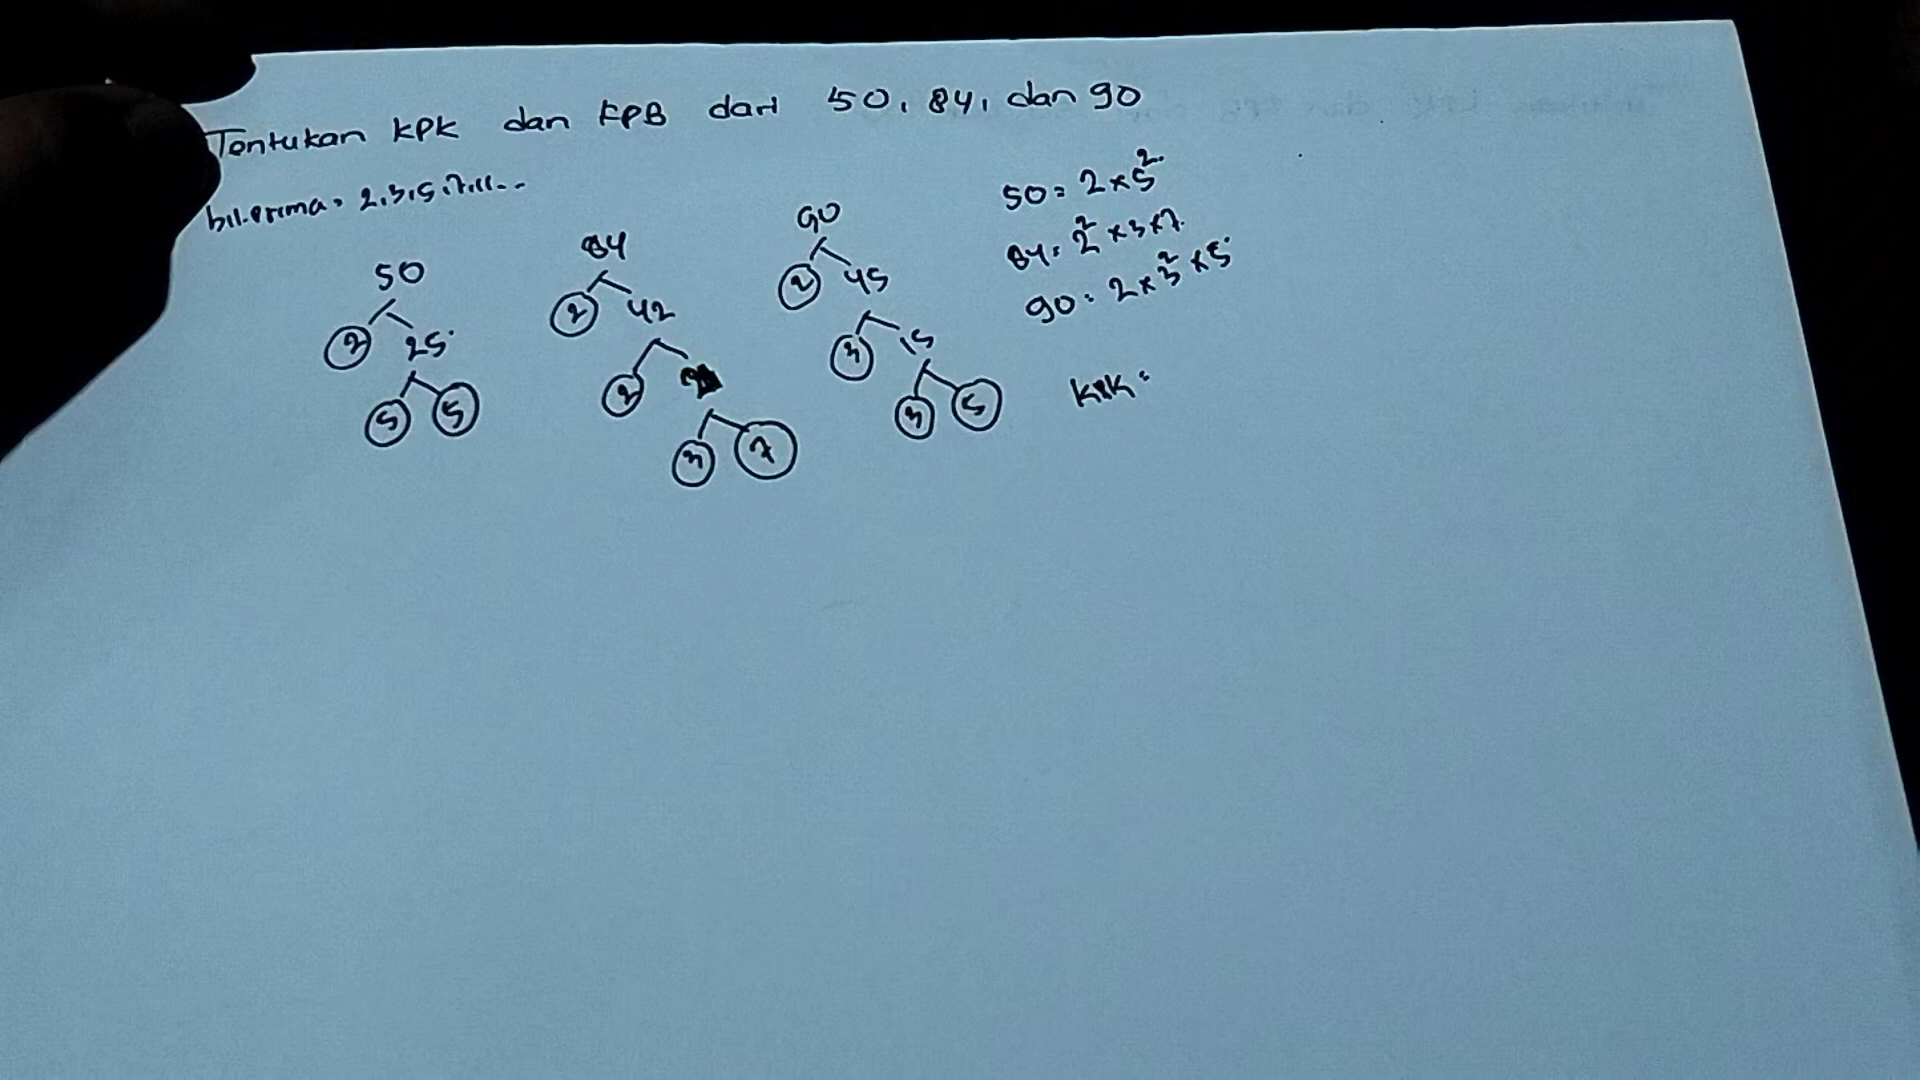 Tentukan KPK dan FPB dari 50, 84, dan 90
bil.prima = 2,3,5,7,11...
50
2 25
5 5
84
2 42
2
3 7
90
2 45
3 15
3 5
50 = 2 × 5²
84 = 2² × 3 × 7
90 = 2 × 3² × 5
KPK =